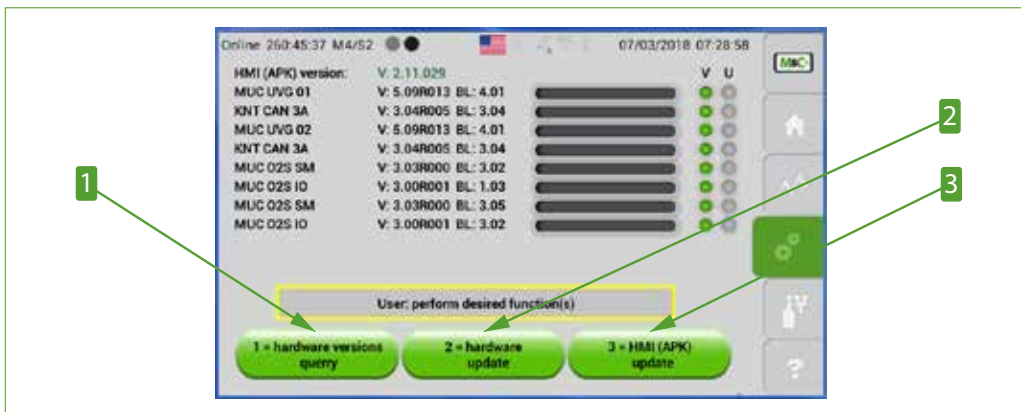 Online 260:45:37 M4/S2 07/03/2018 07:28:58
HMI (APK) version: V: 2.11.029 V U
MUC UVG 01 V: 5.09R013 BL: 4.01
KNT CAN 3A V: 3.04R005 BL: 3.04
MUC UVG 02 V: 5.09R013 BL: 4.01
KNT CAN 3A V: 3.04R005 BL: 3.04
MUC O2S SM V: 3.03R000 BL: 3.02
MUC O2S IO V: 3.00R001 BL: 1.03
MUC O2S SM V: 3.03R000 BL: 3.05
MUC O2S IO V: 3.00R001 BL: 3.02
User: perform desired function(s)
1 = hardware versions
querry
2 = hardware
update
3 = HMI (APK)
update
?
1
2
3